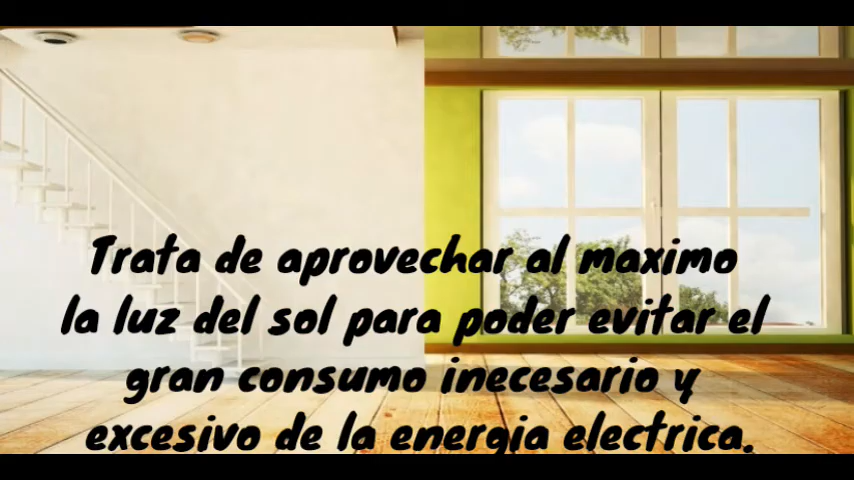 Trata de aprovechar al maximo
la luz del sol para poder evitar el
gran consumo inecesario y
excesivo de la energia electrica.